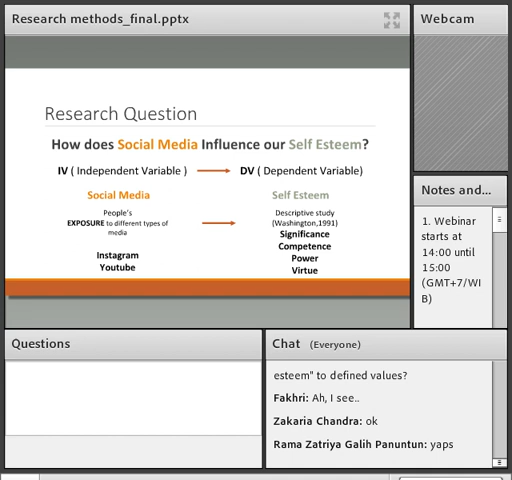 Research methods_final.pptx
Research Question
How does Social Media Influence our Self Esteem?
IV ( Independent Variable )
DV ( Dependent Variable)
Social Media
Self Esteem
People's
EXPOSURE to different types of
media
Instagram
Youtube
Descriptive study
(Washington,1991)
Significance
Competence
Power
Virtue
Webcam
Notes and...
1. Webinar
starts at
14:00 until
15:00
(GMT+7/WI
B)
Questions
Chat (Everyone)
esteem" to defined values?
Fakhri: Ah, I see..
Zakaria Chandra: ok
Rama Zatriya Galih Panuntun: yaps